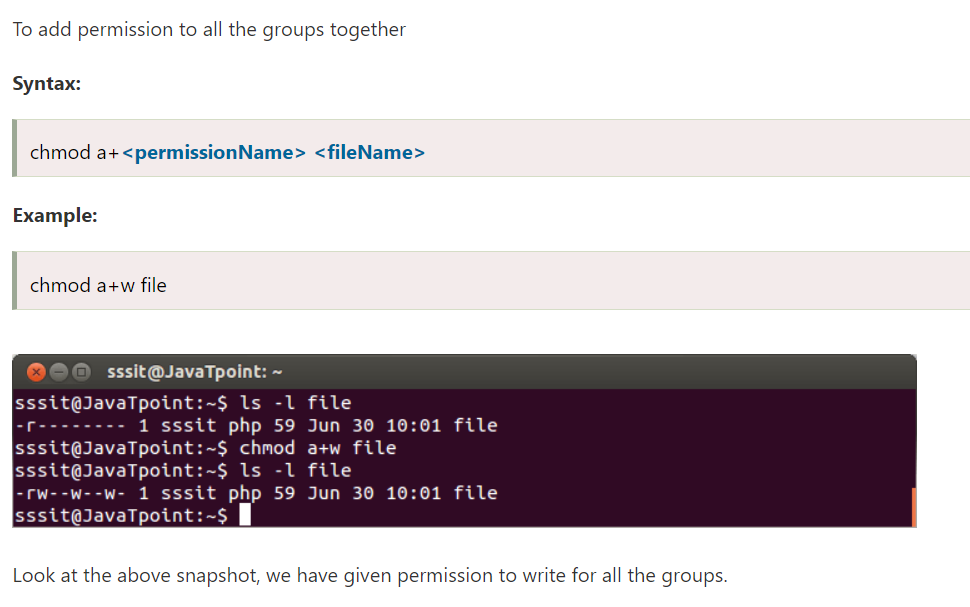 To add permission to all the groups together
Syntax:
chmod a+<permissionName> <fileName>
Example:
chmod a+w file
sssit@JavaTpoint: ~
sssit@JavaTpoint:~$ ls -l file
-r-------- 1 sssit php 59 Jun 30 10:01 file
sssit@JavaTpoint:~$ chmod a+w file
sssit@JavaTpoint:~$ ls -l file
-rw--w--w- 1 sssit php 59 Jun 30 10:01 file
sssit@JavaTpoint:~$
Look at the above snapshot, we have given permission to write for all the groups.